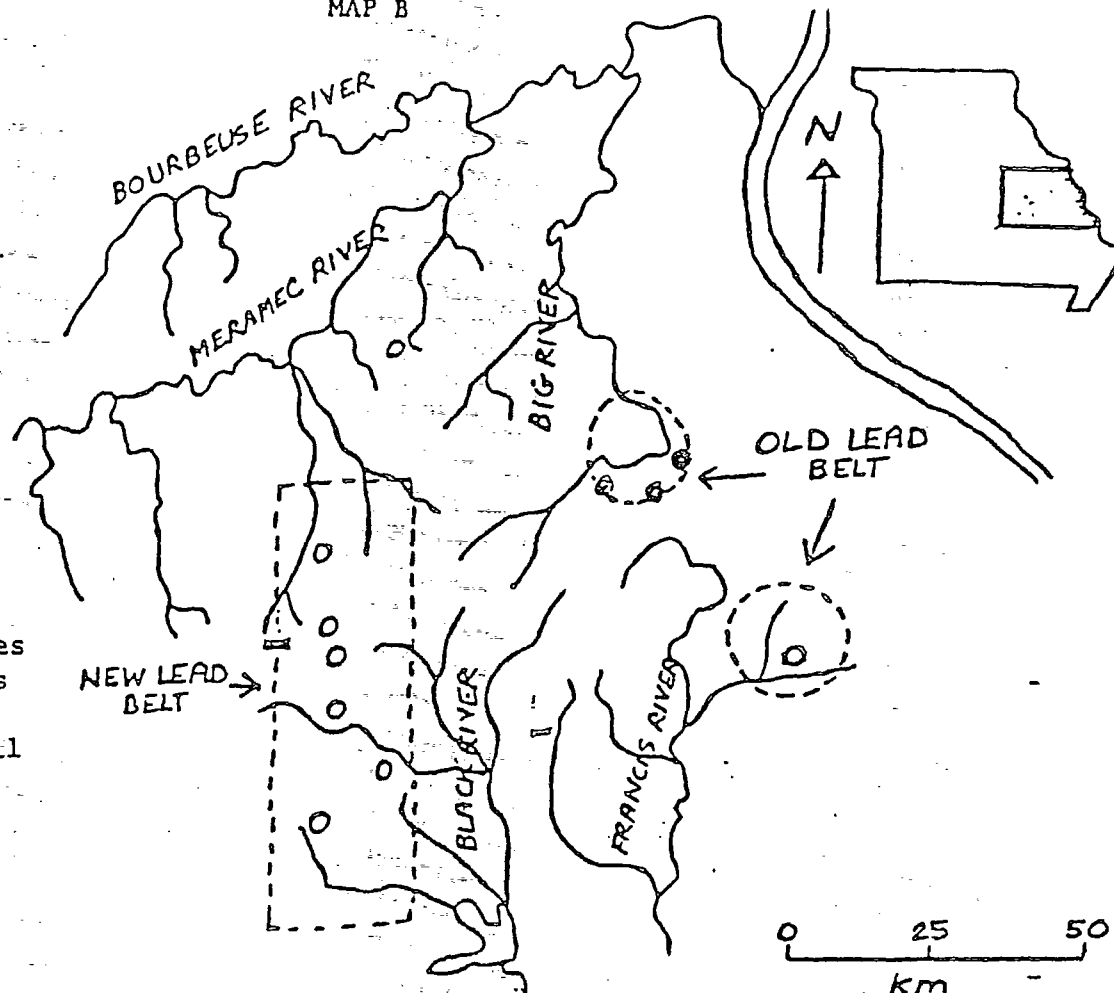 MAP B
BOURBEUSE RIVER
N
MERAMEC RIVER
BIG RIVER
OLD LEAD
BELT
NEW LEAD
BELT
BLACK RIVER
FRANCIS RIVER
0 25 50
km